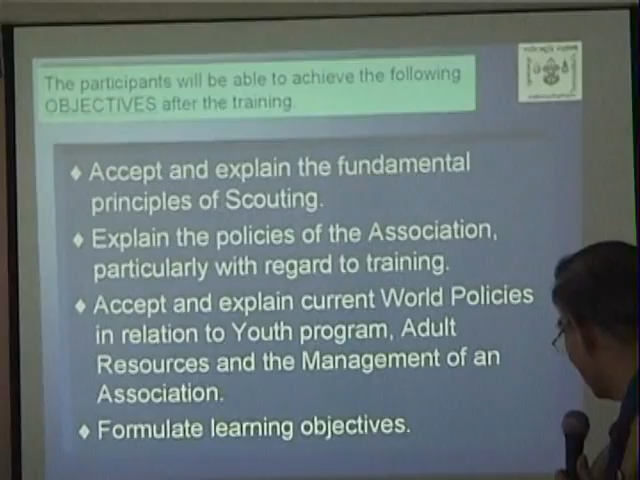 The participants will be able to achieve the following
OBJECTIVES after the training.
♦ Accept and explain the fundamental
principles of Scouting.
♦ Explain the policies of the Association,
particularly with regard to training.
♦ Accept and explain current World Policies
in relation to Youth program, Adult
Resources and the Management of an
Association.
♦ Formulate learning objectives.